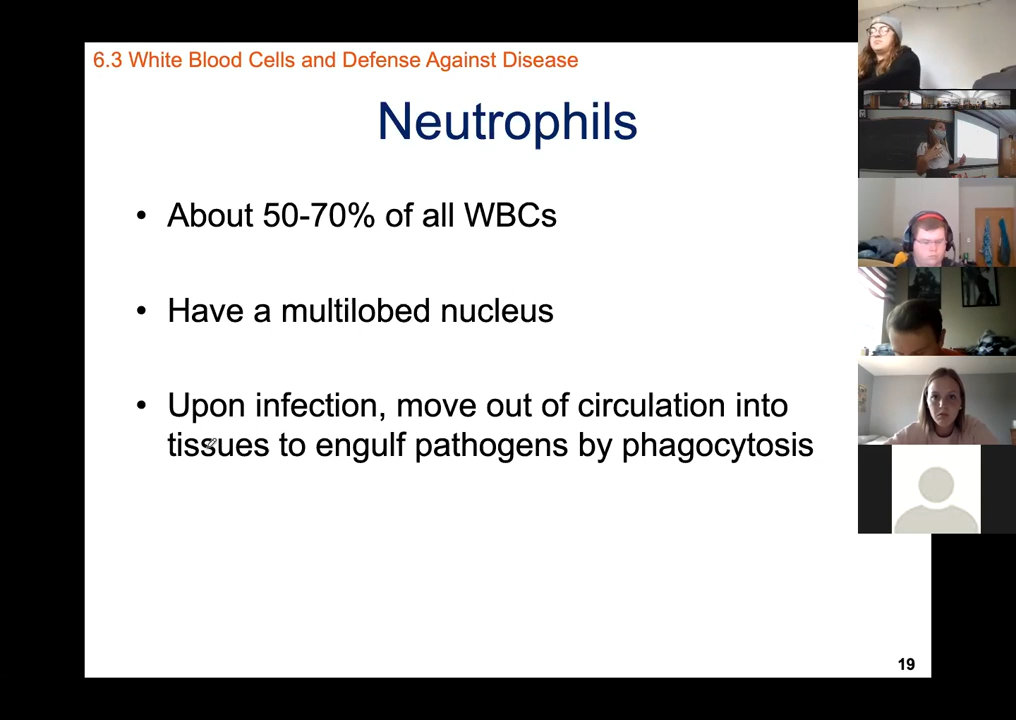 6.3 White Blood Cells and Defense Against Disease
Neutrophils
• About 50-70% of all WBCs
• Have a multilobed nucleus
• Upon infection, move out of circulation into
tissues to engulf pathogens by phagocytosis
19